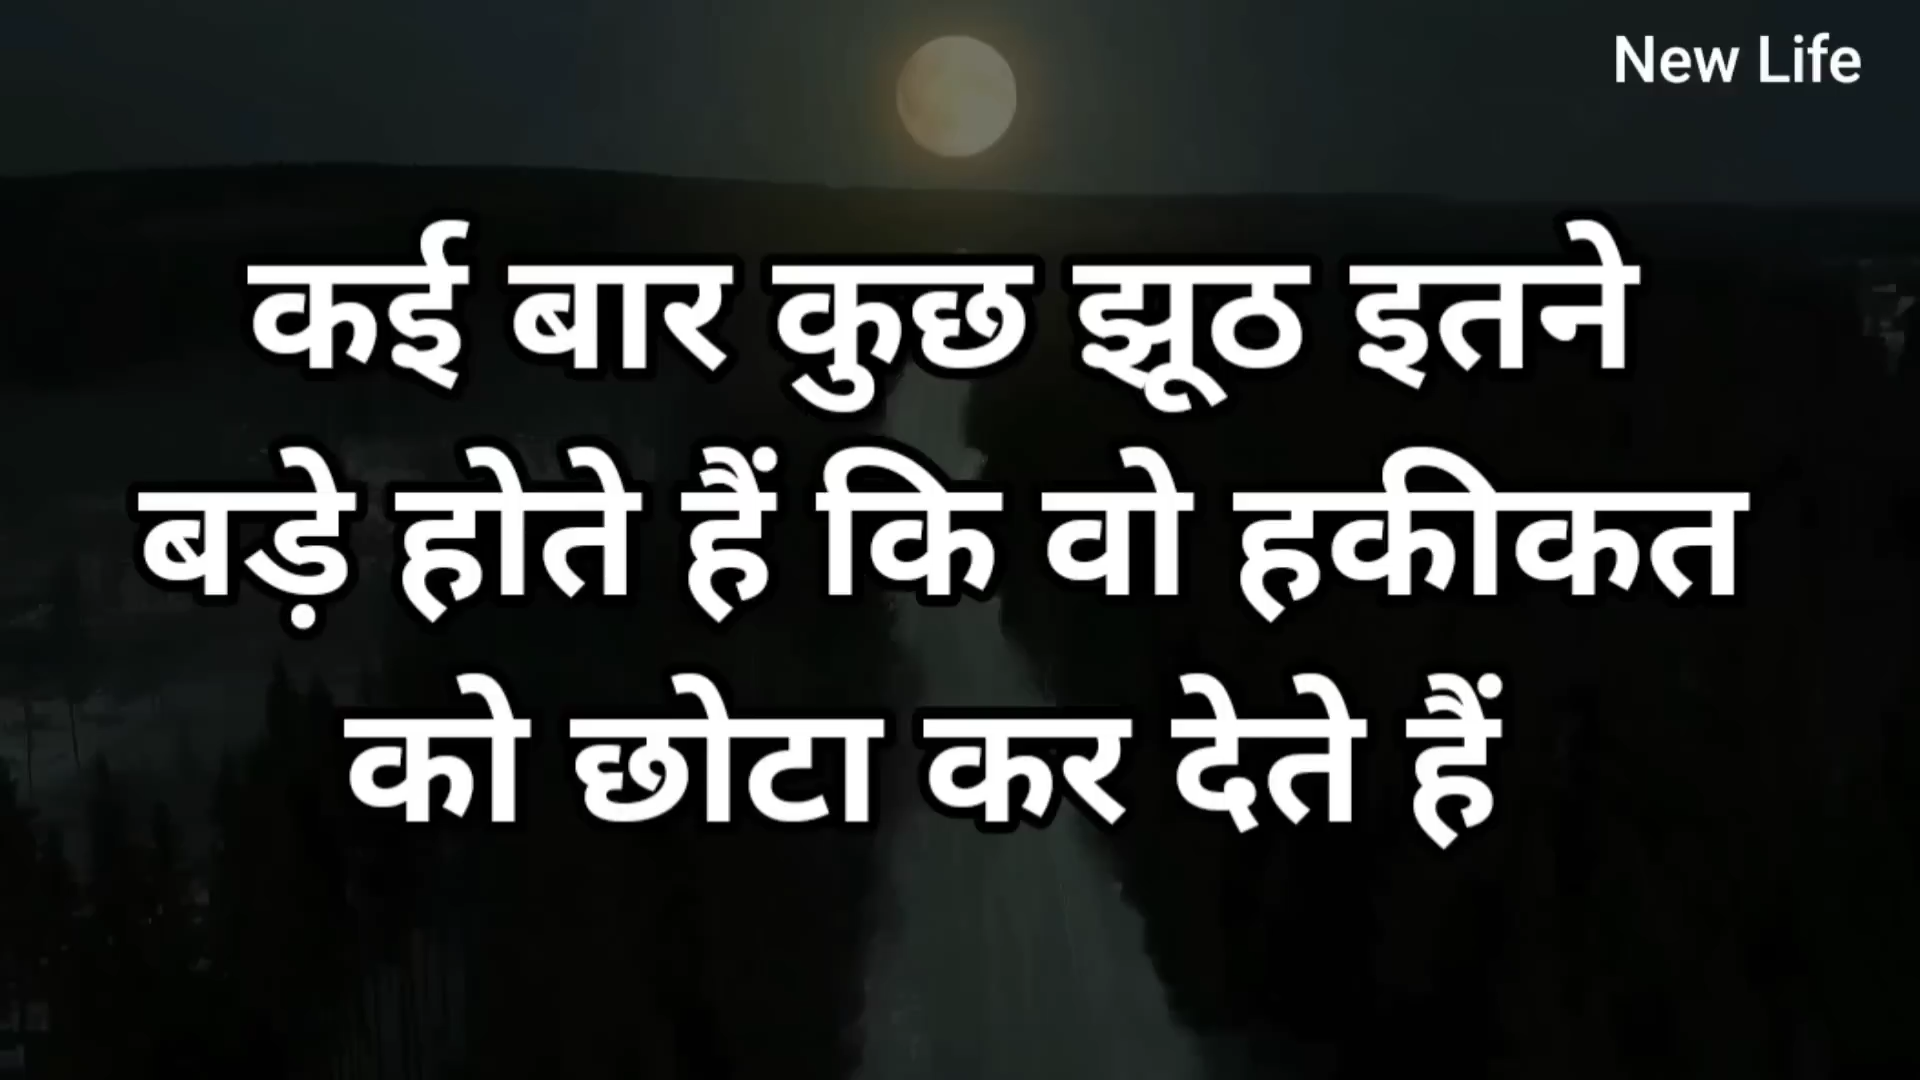 New Life
कई बार कुछ झूठ इतने
बड़े होते हैं कि वो हकीकत
को छोटा कर देते हैं